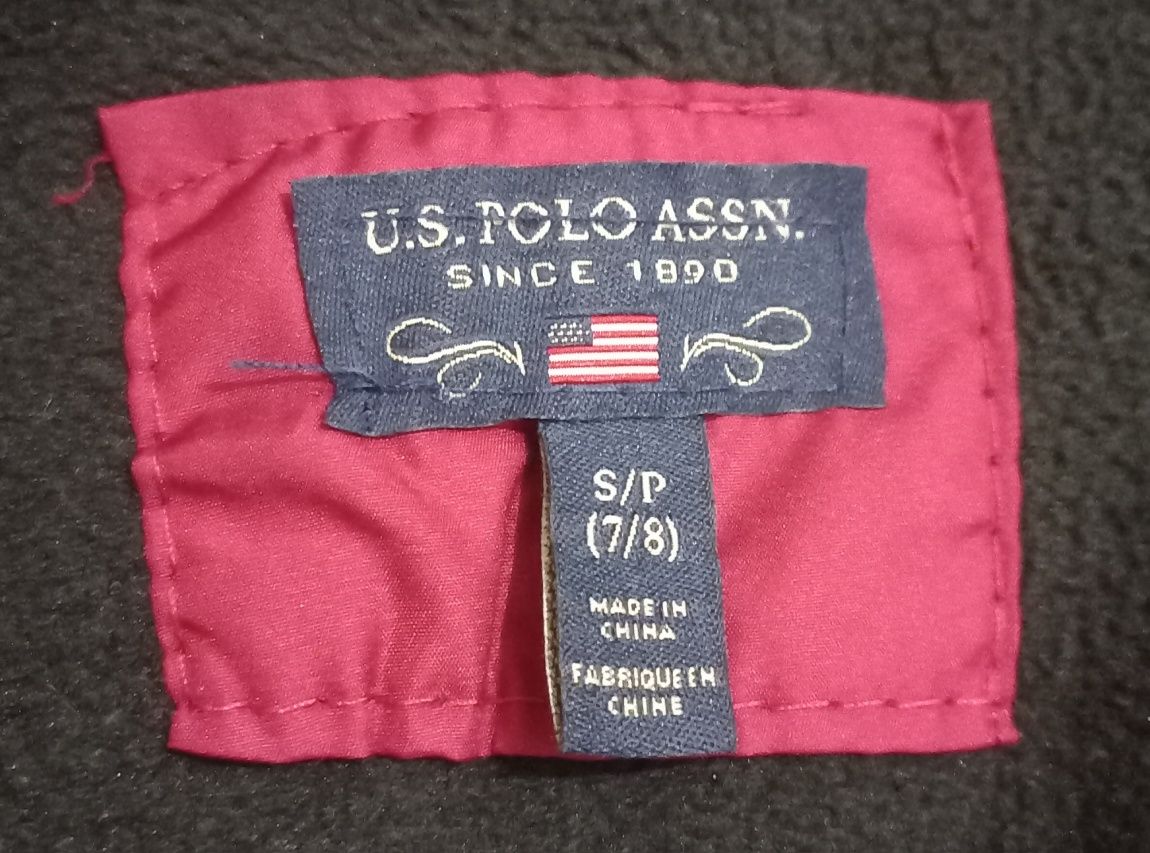 U.S. POLO ASSN.
SINCE 1890
S/P
(7/8)
MADE IN
CHINA
FABRIQUE EN
CHINE